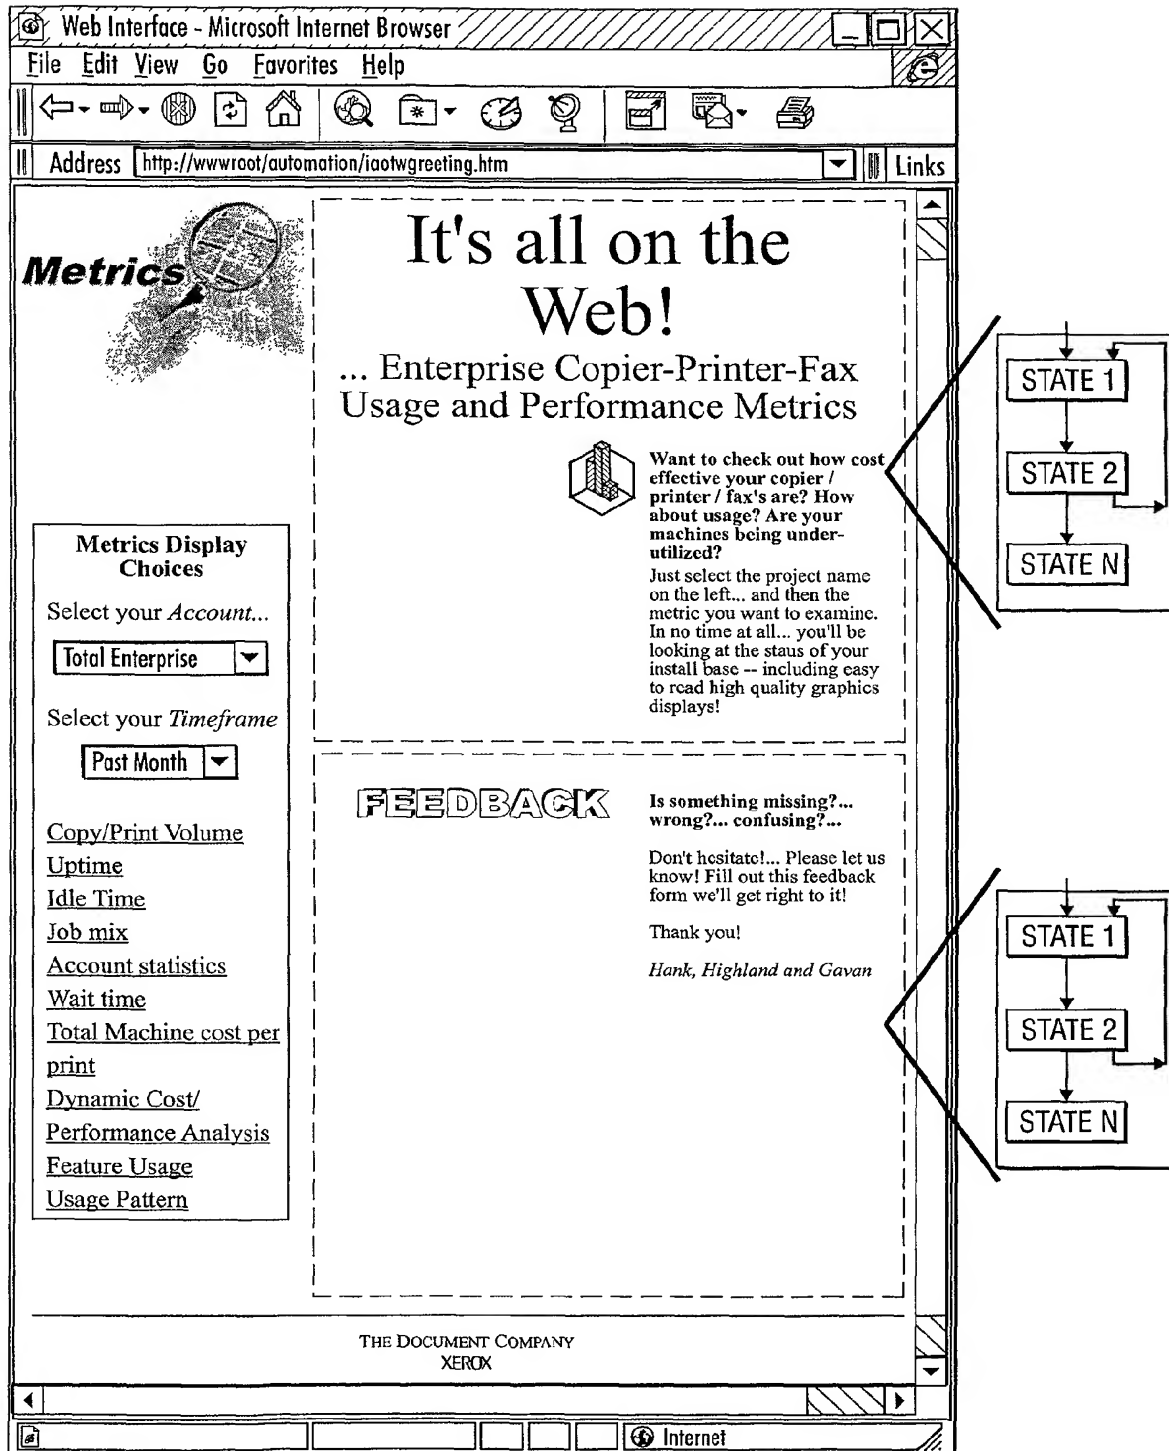 Web Interface - Microsoft Internet Browser
File Edit View Go Favorites Help
Address http://wwwroot/automation/iaotwgreeting.htm Links
Metrics
It's all on the
Web!
... Enterprise Copier-Printer-Fax
Usage and Performance Metrics
Want to check out how cost
effective your copier /
printer / fax's are? How
about usage? Are your
machines being under-
utilized?
Just select the project name
on the left... and then the
metric you want to examine.
In no time at all... you'll be
looking at the staus of your
install base -- including easy
to read high quality graphics
displays!
Metrics Display
Choices
Select your Account...
Total Enterprise
Select your Timeframe
Past Month
Copy/Print Volume
Uptime
Idle Time
Job mix
Account statistics
Wait time
Total Machine cost per
print
Dynamic Cost/
Performance Analysis
Feature Usage
Usage Pattern
FEEDBACK
Is something missing?...
wrong?... confusing?...
Don't hesitate!... Please let us
know! Fill out this feedback
form we'll get right to it!
Thank you!
Hank, Highland and Gavan
THE DOCUMENT COMPANY
XEROX
Internet
STATE 1
STATE 2
STATE N
STATE 1
STATE 2
STATE N